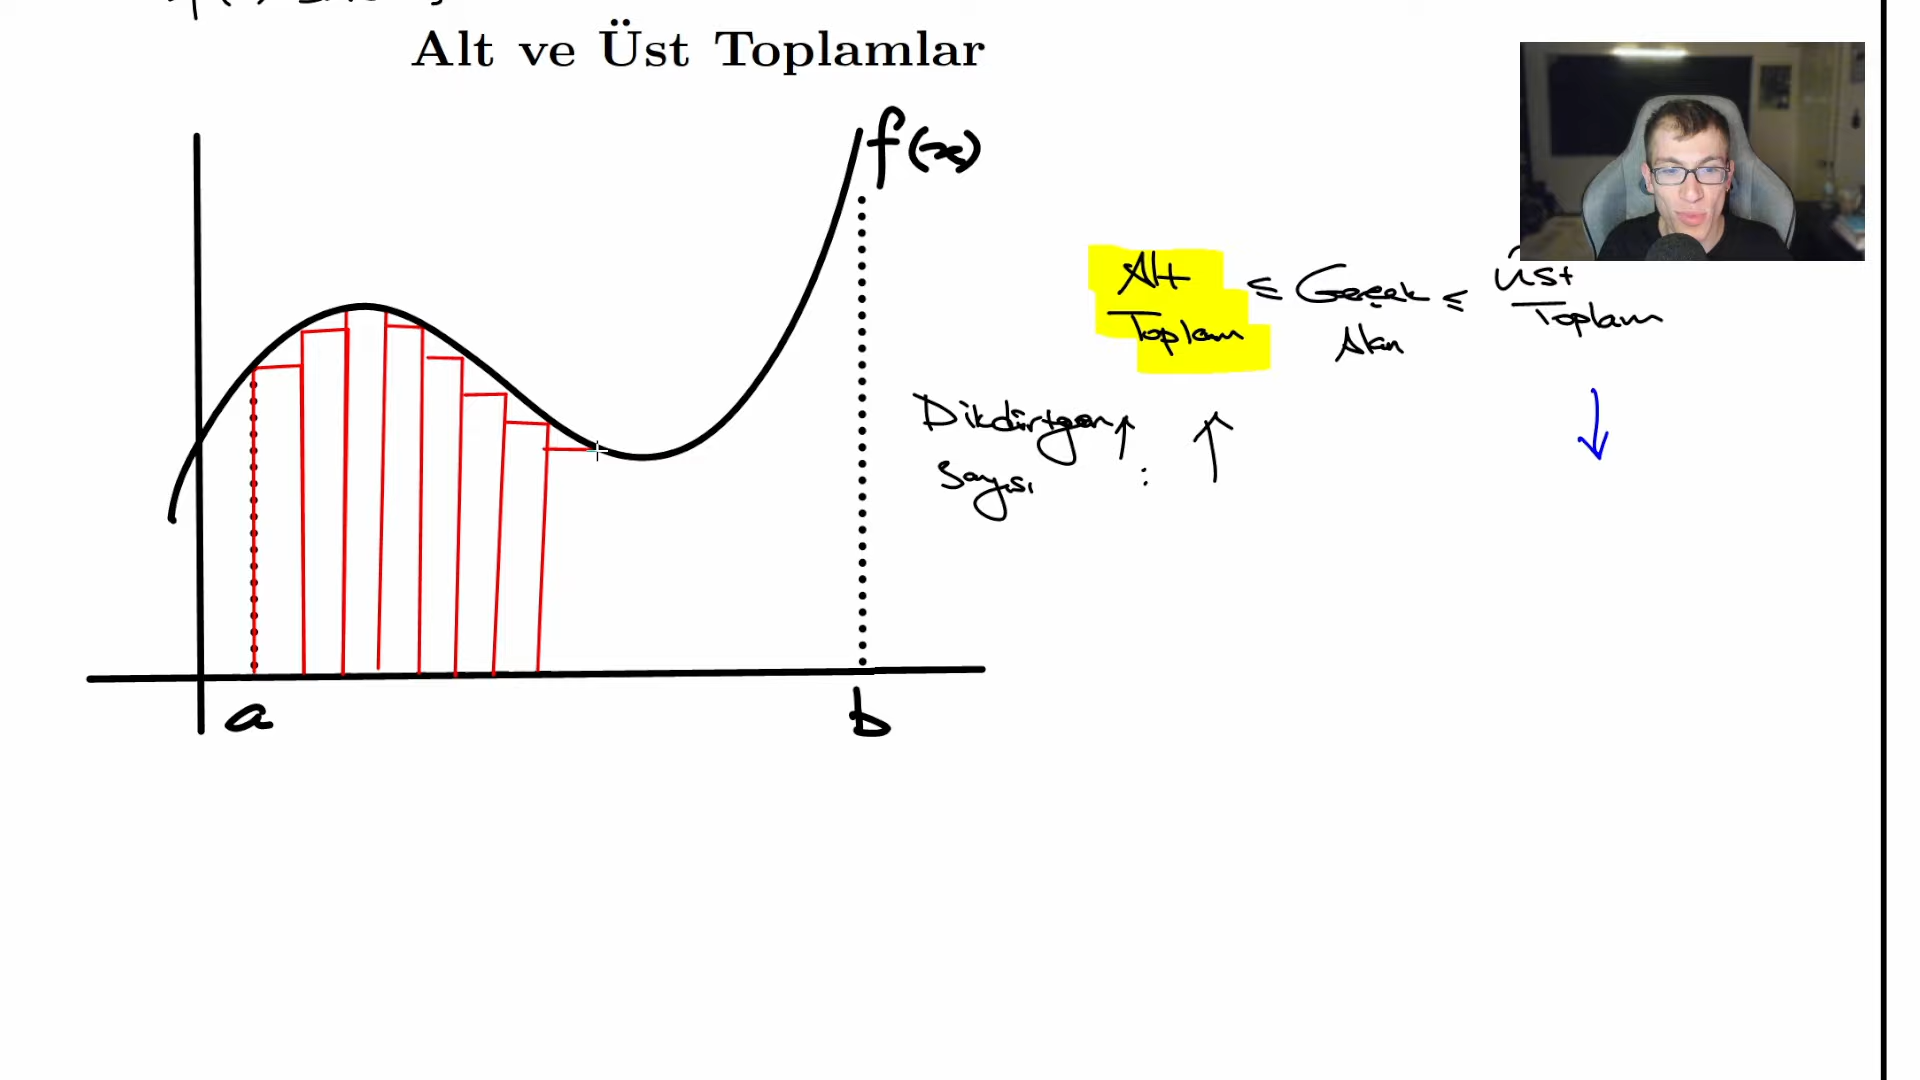 Alt ve Üst Toplamlar
f(x)
Alt Toplam ≤ Gerçek Alan ≤ Üst Toplam
Dikdörtgen ↑
Sayısı : ↑ ↓
a b